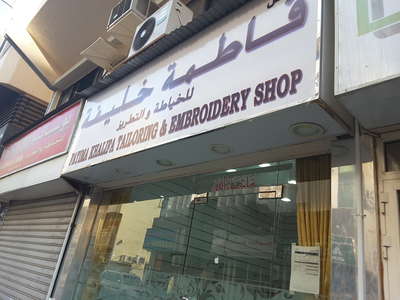 فاطمة خليفة
للخياطة والتطريز
FATIMA KHALIFA TAILORING & EMBROIDERY SHOP